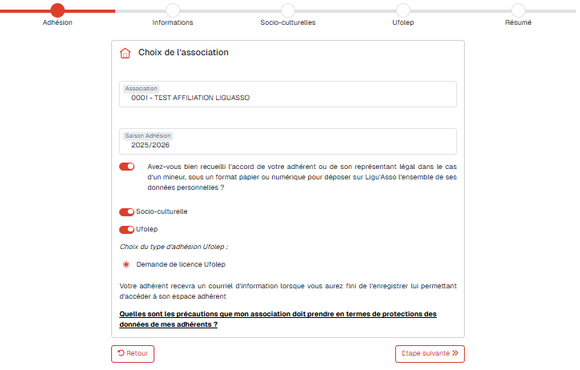 Adhésion
Informations
Socio-culturelles
Ufolep
Résumé
Choix de l'association
Association
0001 - TEST AFFILIATION LIGUASSO
Saison Adhésion
2025/2026
Avez-vous bien recueilli l'accord de votre adhérent ou de son représentant légal dans le cas
d'un mineur, sous un format papier ou numérique pour déposer sur Ligu'Asso l'ensemble de ses
données personnelles ?
Socio-culturelle
Ufolep
Choix du type d'adhésion Ufolep :
Demande de licence Ufolep
Votre adhérent recevra un courriel d'information lorsque vous aurez fini de l'enregistrer lui permettant
d'accéder à son espace adhérent
Quelles sont les précautions que mon association doit prendre en termes de protections des
données de mes adhérents ?
Retour
Etape suivante